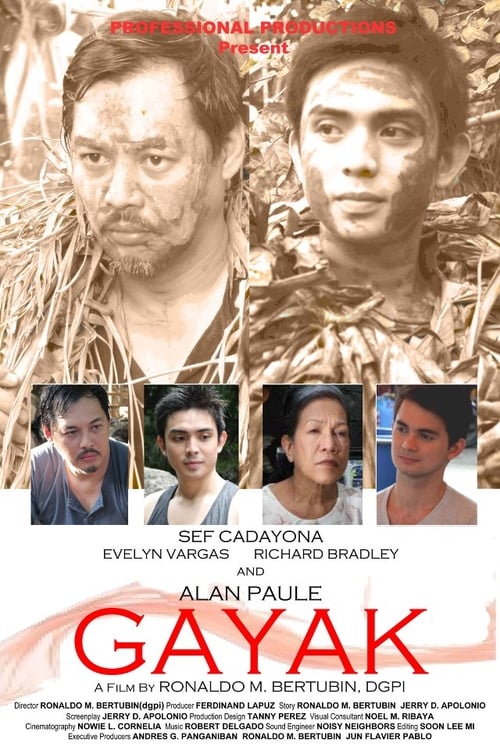 PROFESSIONAL PRODUCTIONS
Present
SEF CADAYONA
EVELYN VARGAS RICHARD BRADLEY
AND
ALAN PAULE
GAYAK
A FILM BY RONALDO M. BERTUBIN, DGPI
Director RONALDO M. BERTUBIN(dgpi) Producer FERDINAND LAPUZ Story RONALDO M. BERTUBIN JERRY D. APOLONIO
Screenplay JERRY D. APOLONIO Production Design TANNY PEREZ Visual Consultant NOEL M. RIBAYA
Cinematography NOWIE L. CORNELIA Music ROBERT DELGADO Sound Engineer NOISY NEIGHBORS Editing SOON LEE MI
Executive Producers ANDRES G. PANGANIBAN RONALDO M. BERTUBIN JUN FLAVIER PABLO